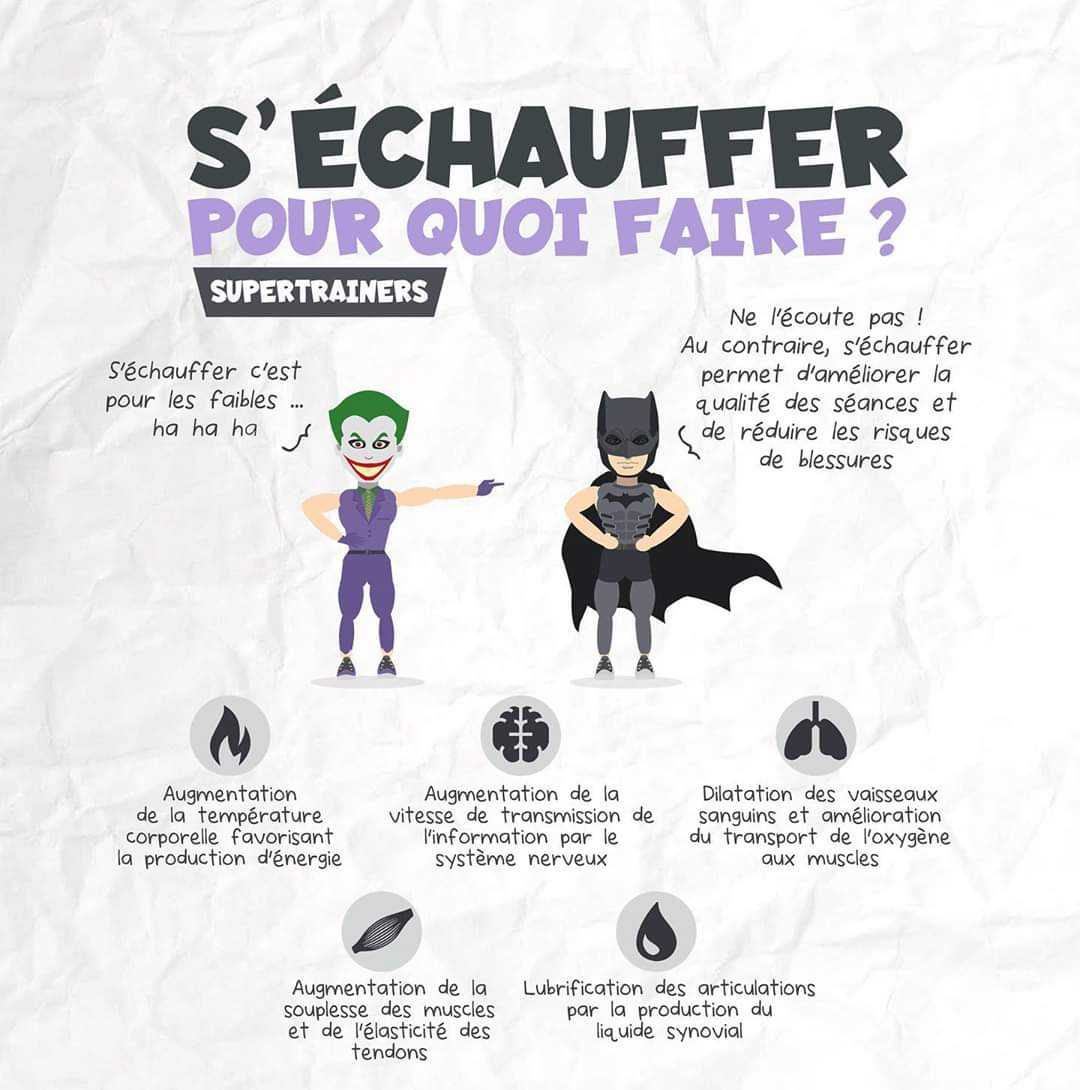 S'ÉCHAUFFER
POUR QUOI FAIRE ?
SUPERTRAINERS
S'échauffer c'est
pour les faibles ...
ha ha ha
Ne l'écoute pas !
Au contraire, s'échauffer
permet d'améliorer la
qualité des séances et
de réduire les risques
de blessures
Augmentation
de la température
corporelle favorisant
la production d'énergie
Augmentation de la
vitesse de transmission de
l'information par le
système nerveux
Dilatation des vaisseaux
sanguins et amélioration
du transport de l'oxygène
aux muscles
Augmentation de la
souplesse des muscles
et de l'élasticité des
tendons
Lubrification des articulations
par la production du
liquide synovial